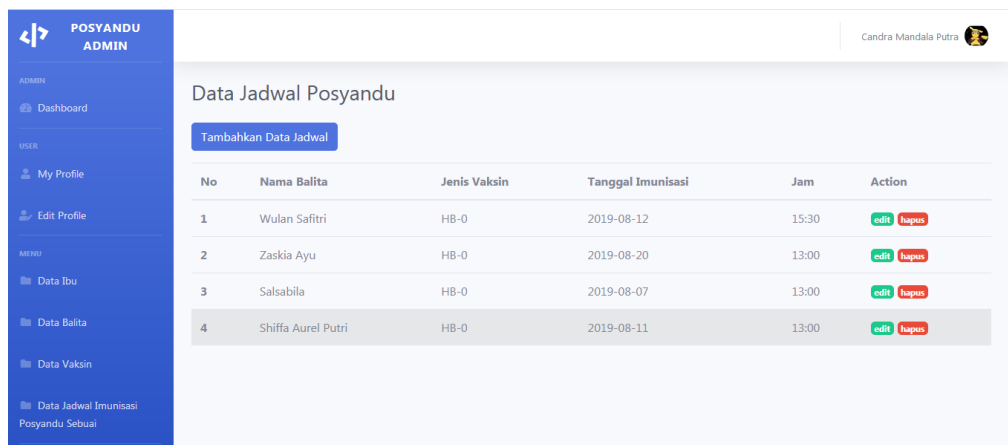 POSYANDU
ADMIN
Candra Mandala Putra
ADMIN
Dashboard
USER
My Profile
Edit Profile
MENU
Data Ibu
Data Balita
Data Vaksin
Data Jadwal Imunisasi
Posyandu Sebuai
Data Jadwal Posyandu
Tambahkan Data Jadwal
No Nama Balita Jenis Vaksin Tanggal Imunisasi Jam Action
1 Wulan Safitri HB-0 2019-08-12 15:30 edit hapus
2 Zaskia Ayu HB-0 2019-08-20 13:00 edit hapus
3 Salsabila HB-0 2019-08-07 13:00 edit hapus
4 Shiffa Aurel Putri HB-0 2019-08-11 13:00 edit hapus